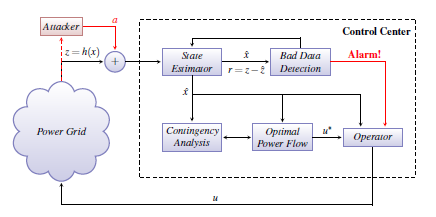 Attacker
a
Control Center
z = h(x)
+
State
Estimator
x̂
r = z − ẑ
Bad Data
Detection
Alarm!
x̂
Power Grid
Contingency
Analysis
Optimal
Power Flow
u*
Operator
u